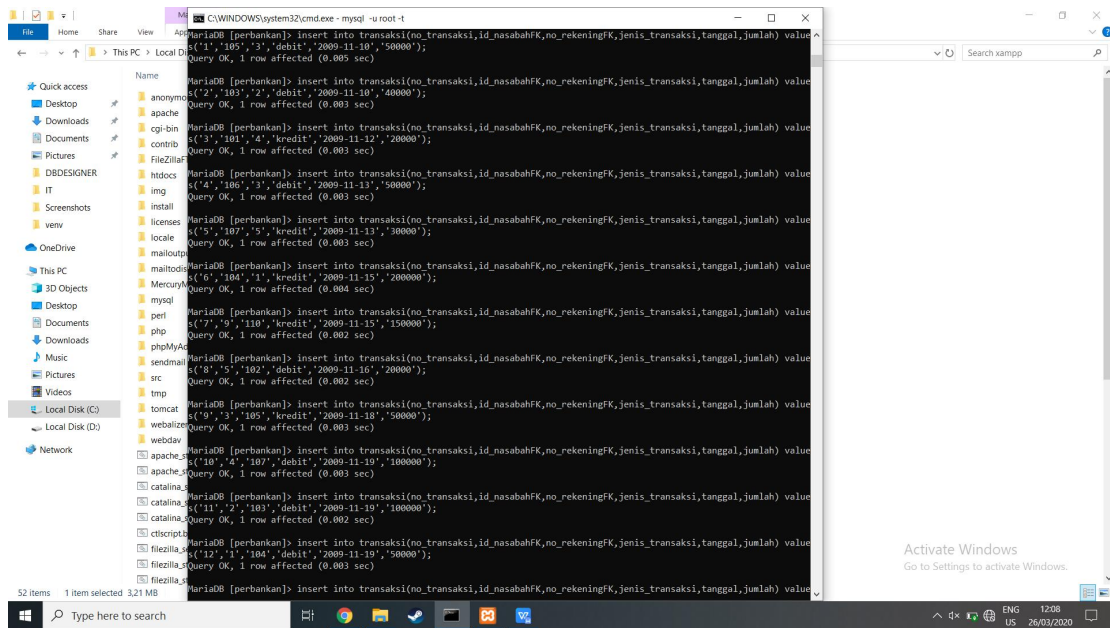 C:\WINDOWS\system32\cmd.exe - mysql -u root -t
File Home Share View App
This PC > Local Di
Search xampp
Name
Quick access
Desktop
Downloads
Documents
Pictures
DBDESIGNER
IT
Screenshots
venv
OneDrive
This PC
3D Objects
Desktop
Documents
Downloads
Music
Pictures
Videos
Local Disk (C:)
Local Disk (D:)
Network
anonymo
apache
cgi-bin
contrib
FileZillaF
htdocs
img
install
licenses
locale
mailoutp
mailtodis
MercuryM
mysql
perl
php
phpMyAd
sendmail
src
tmp
tomcat
webalizer
webdav
apache_st
apache_st
catalina_s
catalina_s
catalina_s
ctlscript.b
filezilla_se
filezilla_st
filezilla_st
MariaDB [perbankan]> insert into transaksi(no_transaksi,id_nasabahFK,no_rekeningFK,jenis_transaksi,tanggal,jumlah) value
s('1','105','3','debit','2009-11-10','50000');
Query OK, 1 row affected (0.005 sec)
MariaDB [perbankan]> insert into transaksi(no_transaksi,id_nasabahFK,no_rekeningFK,jenis_transaksi,tanggal,jumlah) value
s('2','103','2','debit','2009-11-10','40000');
Query OK, 1 row affected (0.003 sec)
MariaDB [perbankan]> insert into transaksi(no_transaksi,id_nasabahFK,no_rekeningFK,jenis_transaksi,tanggal,jumlah) value
s('3','101','4','kredit','2009-11-12','20000');
Query OK, 1 row affected (0.003 sec)
MariaDB [perbankan]> insert into transaksi(no_transaksi,id_nasabahFK,no_rekeningFK,jenis_transaksi,tanggal,jumlah) value
s('4','106','3','debit','2009-11-13','50000');
Query OK, 1 row affected (0.003 sec)
MariaDB [perbankan]> insert into transaksi(no_transaksi,id_nasabahFK,no_rekeningFK,jenis_transaksi,tanggal,jumlah) value
s('5','107','5','kredit','2009-11-13','30000');
Query OK, 1 row affected (0.003 sec)
MariaDB [perbankan]> insert into transaksi(no_transaksi,id_nasabahFK,no_rekeningFK,jenis_transaksi,tanggal,jumlah) value
s('6','104','1','kredit','2009-11-15','200000');
Query OK, 1 row affected (0.004 sec)
MariaDB [perbankan]> insert into transaksi(no_transaksi,id_nasabahFK,no_rekeningFK,jenis_transaksi,tanggal,jumlah) value
s('7','9','110','kredit','2009-11-15','150000');
Query OK, 1 row affected (0.002 sec)
MariaDB [perbankan]> insert into transaksi(no_transaksi,id_nasabahFK,no_rekeningFK,jenis_transaksi,tanggal,jumlah) value
s('8','5','102','debit','2009-11-16','20000');
Query OK, 1 row affected (0.002 sec)
MariaDB [perbankan]> insert into transaksi(no_transaksi,id_nasabahFK,no_rekeningFK,jenis_transaksi,tanggal,jumlah) value
s('9','3','105','kredit','2009-11-18','50000');
Query OK, 1 row affected (0.003 sec)
MariaDB [perbankan]> insert into transaksi(no_transaksi,id_nasabahFK,no_rekeningFK,jenis_transaksi,tanggal,jumlah) value
s('10','4','107','debit','2009-11-19','100000');
Query OK, 1 row affected (0.003 sec)
MariaDB [perbankan]> insert into transaksi(no_transaksi,id_nasabahFK,no_rekeningFK,jenis_transaksi,tanggal,jumlah) value
s('11','2','103','debit','2009-11-19','100000');
Query OK, 1 row affected (0.002 sec)
MariaDB [perbankan]> insert into transaksi(no_transaksi,id_nasabahFK,no_rekeningFK,jenis_transaksi,tanggal,jumlah) value
s('12','1','104','debit','2009-11-19','50000');
Query OK, 1 row affected (0.003 sec)
MariaDB [perbankan]> insert into transaksi(no_transaksi,id_nasabahFK,no_rekeningFK,jenis_transaksi,tanggal,jumlah) value
Activate Windows
Go to Settings to activate Windows.
52 items 1 item selected 3,21 MB
Type here to search
ENG 12:08
US 26/03/2020